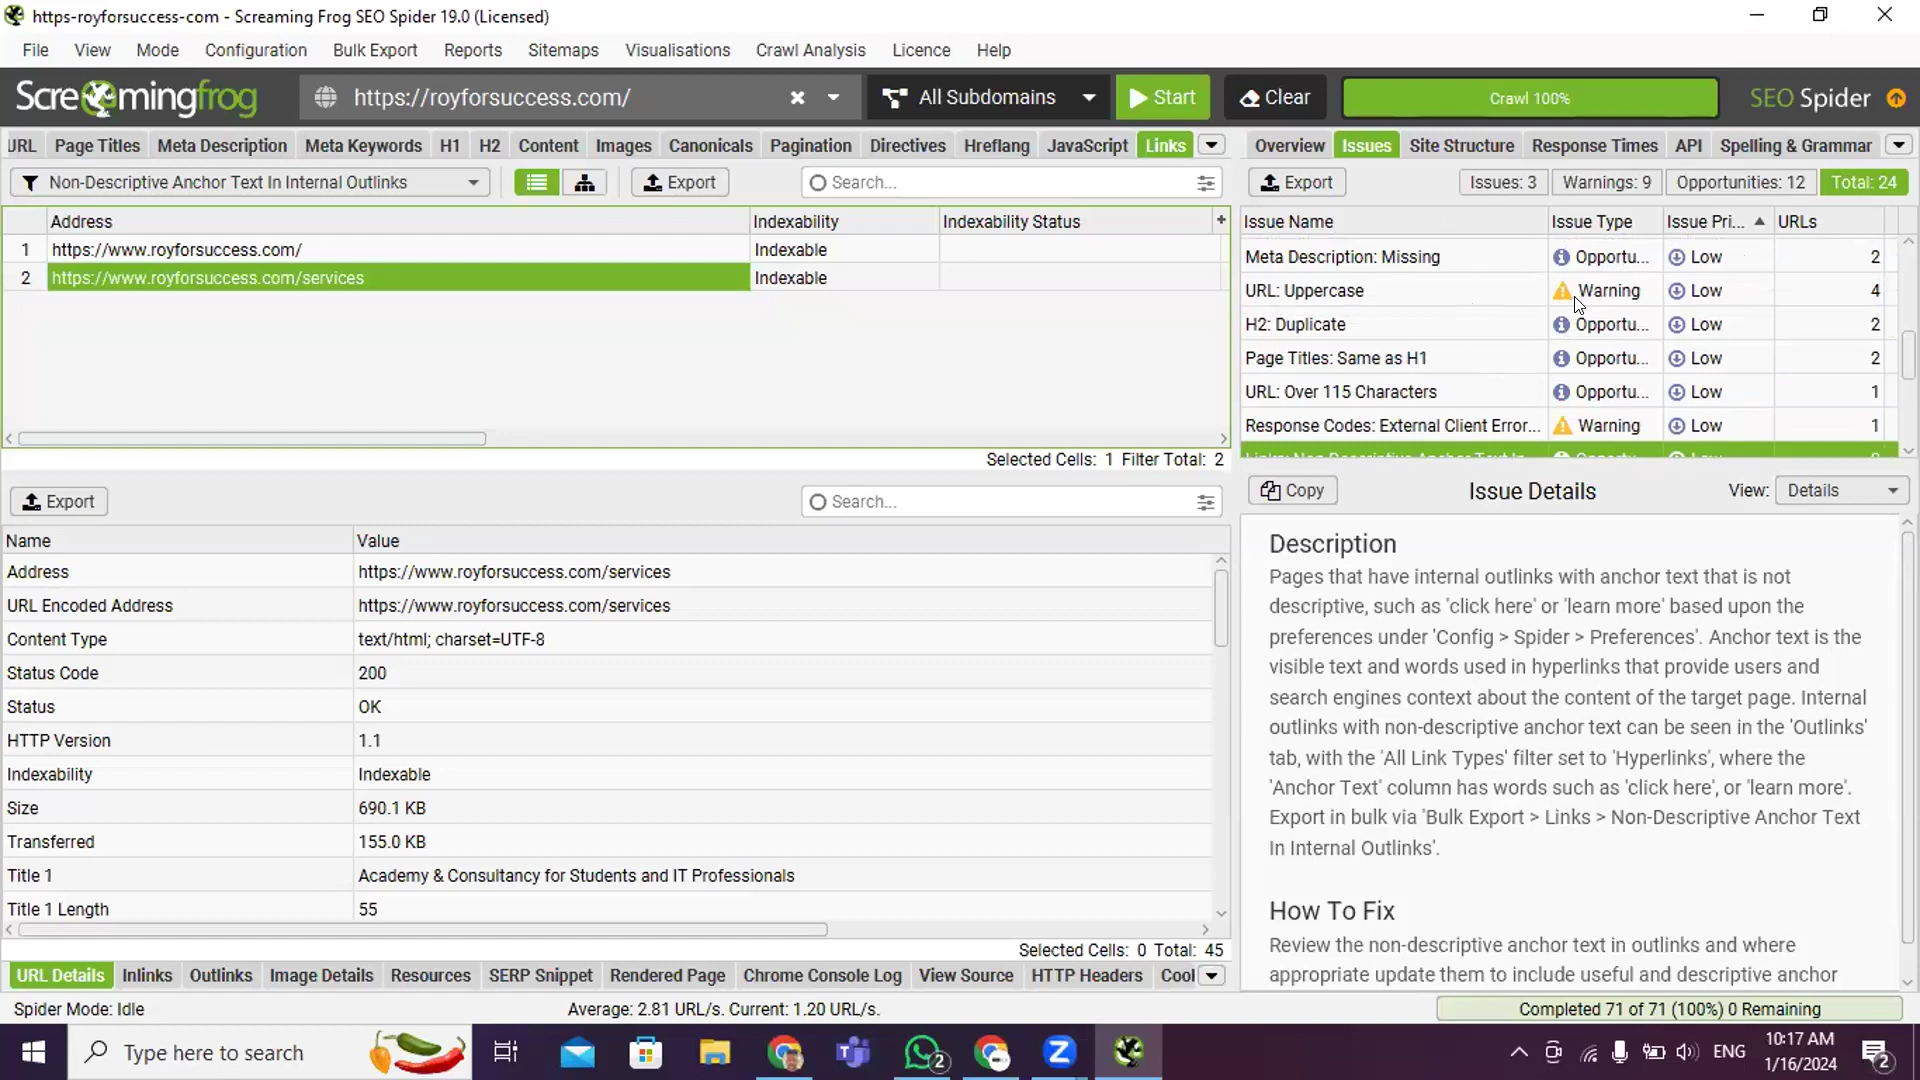 https-royforsuccess-com - Screaming Frog SEO Spider 19.0 (Licensed)
File View Mode Configuration Bulk Export Reports Sitemaps Visualisations Crawl Analysis Licence Help
Screamingfrog https://royforsuccess.com/ All Subdomains Start Clear Crawl 100% SEO Spider
URL Page Titles Meta Description Meta Keywords H1 H2 Content Images Canonicals Pagination Directives Hreflang JavaScript Links
Non-Descriptive Anchor Text In Internal Outlinks Export Search...
Address Indexability Indexability Status +
1 https://www.royforsuccess.com/ Indexable
2 https://www.royforsuccess.com/services Indexable
Selected Cells: 1 Filter Total: 2
Export Search...
Name Value
Address https://www.royforsuccess.com/services
URL Encoded Address https://www.royforsuccess.com/services
Content Type text/html; charset=UTF-8
Status Code 200
Status OK
HTTP Version 1.1
Indexability Indexable
Size 690.1 KB
Transferred 155.0 KB
Title 1 Academy & Consultancy for Students and IT Professionals
Title 1 Length 55
Selected Cells: 0 Total: 45
URL Details Inlinks Outlinks Image Details Resources SERP Snippet Rendered Page Chrome Console Log View Source HTTP Headers Cool
Overview Issues Site Structure Response Times API Spelling & Grammar
Export Issues: 3 Warnings: 9 Opportunities: 12 Total: 24
Issue Name Issue Type Issue Pri... URLs
Meta Description: Missing Opportu... Low 2
URL: Uppercase Warning Low 4
H2: Duplicate Opportu... Low 2
Page Titles: Same as H1 Opportu... Low 2
URL: Over 115 Characters Opportu... Low 1
Response Codes: External Client Error... Warning Low 1
Copy Issue Details View: Details
Description
Pages that have internal outlinks with anchor text that is not
descriptive, such as 'click here' or 'learn more' based upon the
preferences under 'Config > Spider > Preferences'. Anchor text is the
visible text and words used in hyperlinks that provide users and
search engines context about the content of the target page. Internal
outlinks with non-descriptive anchor text can be seen in the 'Outlinks'
tab, with the 'All Link Types' filter set to 'Hyperlinks', where the
'Anchor Text' column has words such as 'click here', or 'learn more'.
Export in bulk via 'Bulk Export > Links > Non-Descriptive Anchor Text
In Internal Outlinks'.
How To Fix
Review the non-descriptive anchor text in outlinks and where
appropriate update them to include useful and descriptive anchor
Spider Mode: Idle Average: 2.81 URL/s. Current: 1.20 URL/s. Completed 71 of 71 (100%) 0 Remaining
Type here to search 2 ENG 10:17 AM
1/16/2024 2